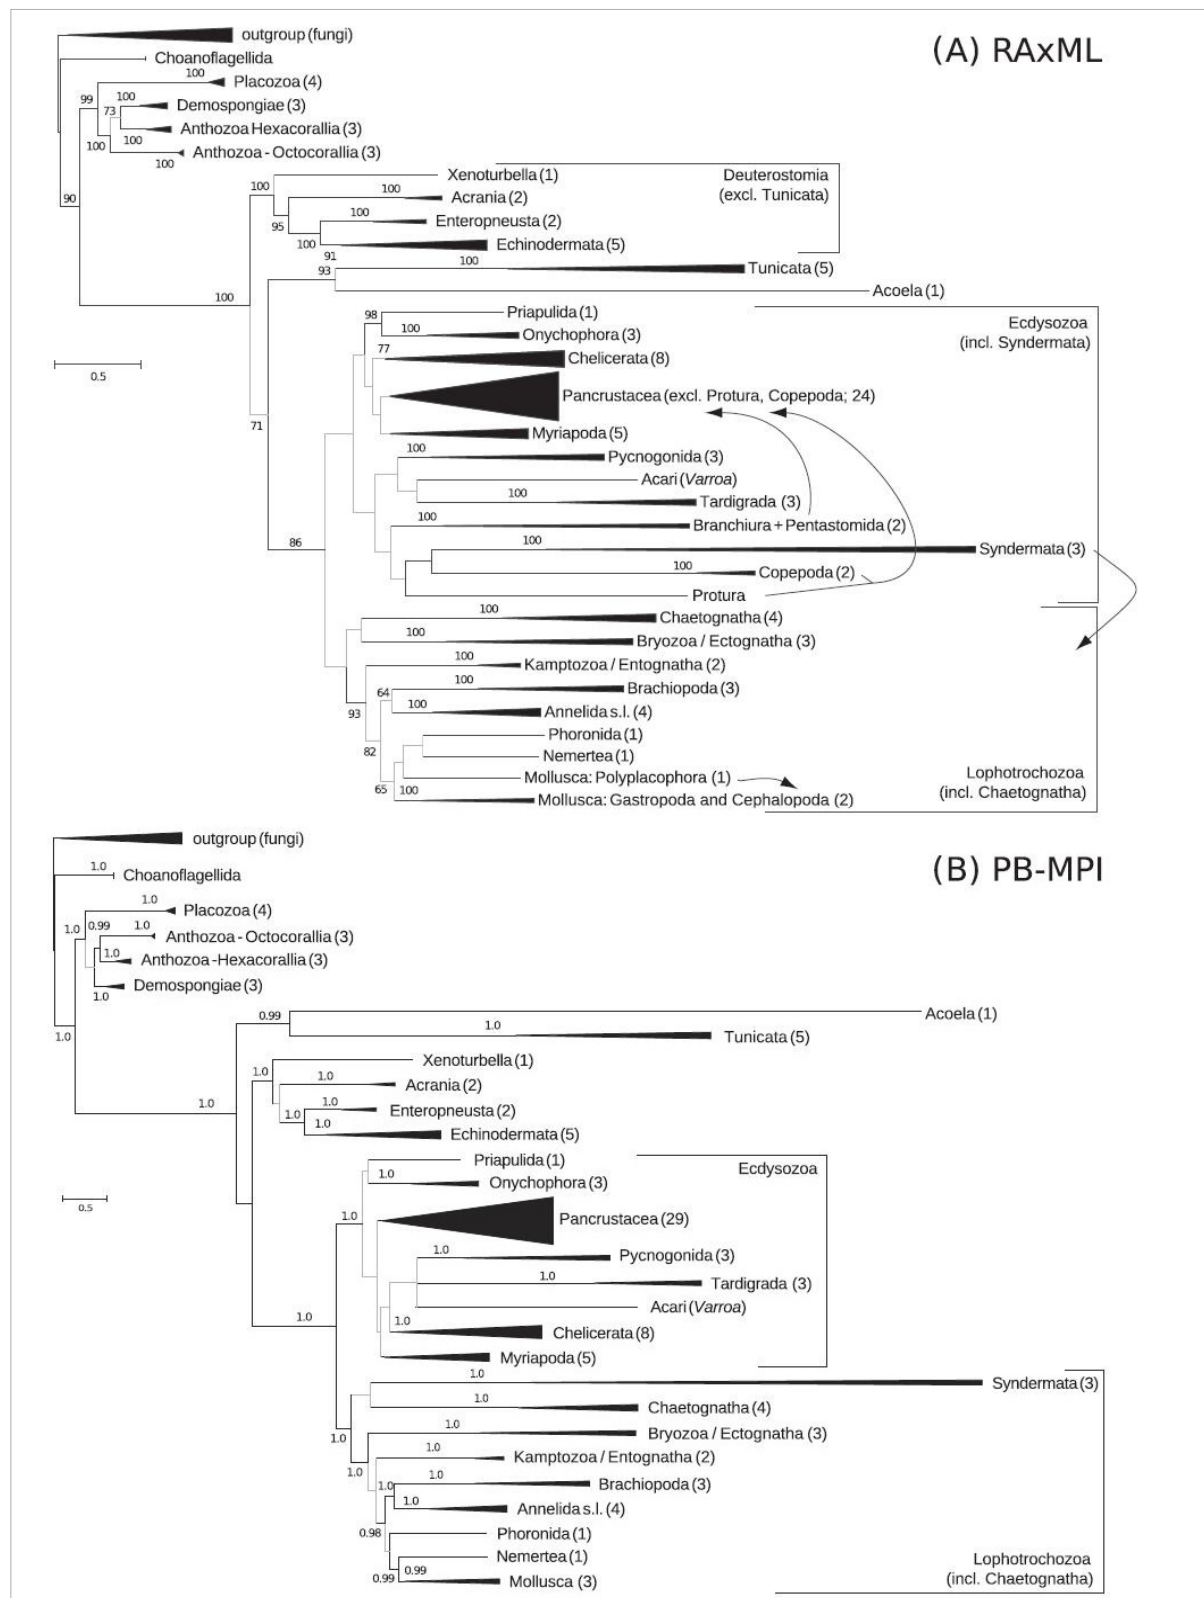 (A) RAxML
outgroup (fungi)
Choanoflagellida
100
Placozoa (4)
99
100
Demospongiae (3)
73
Anthozoa Hexacorallia (3)
100
100
Anthozoa - Octocorallia (3)
100
90
Xenoturbella (1)
Deuterostomia
(excl. Tunicata)
100
100
Acrania (2)
95
100
Enteropneusta (2)
100
Echinodermata (5)
91
93
100
Tunicata (5)
Acoela (1)
100
0.5
98
Priapulida (1)
Ecdysozoa
(incl. Syndermata)
100
Onychophora (3)
77
Chelicerata (8)
Pancrustacea (excl. Protura, Copepoda; 24)
71
Myriapoda (5)
100
Pycnogonida (3)
Acari (Varroa)
100
Tardigrada (3)
100
Branchiura + Pentastomida (2)
86
100
Syndermata (3)
100
Copepoda (2)
Protura
100
Chaetognatha (4)
100
Bryozoa / Ectognatha (3)
100
Kamptozoa / Entognatha (2)
100
Brachiopoda (3)
64
93
100
Annelida s.l. (4)
Phoronida (1)
82
Nemertea (1)
Mollusca: Polyplacophora (1)
65
100
Mollusca: Gastropoda and Cephalopoda (2)
Lophotrochozoa
(incl. Chaetognatha)
(B) PB-MPI
outgroup (fungi)
1.0
Choanoflagellida
1.0
Placozoa (4)
1.0
0.99
1.0
Anthozoa - Octocorallia (3)
1.0
Anthozoa -Hexacorallia (3)
Demospongiae (3)
1.0
1.0
0.99
Acoela (1)
1.0
Tunicata (5)
1.0
Xenoturbella (1)
1.0
1.0
Acrania (2)
1.0
Enteropneusta (2)
1.0
1.0
Echinodermata (5)
0.5
Priapulida (1)
Ecdysozoa
1.0
Onychophora (3)
1.0
Pancrustacea (29)
1.0
Pycnogonida (3)
1.0
Tardigrada (3)
Acari (Varroa)
1.0
1.0
Chelicerata (8)
Myriapoda (5)
1.0
Syndermata (3)
1.0
Chaetognatha (4)
1.0
1.0
Bryozoa / Ectognatha (3)
1.0
1.0
Kamptozoa / Entognatha (2)
1.0
1.0
Brachiopoda (3)
1.0
Annelida s.l. (4)
0.98
Phoronida (1)
Nemertea (1)
0.99
0.99
Mollusca (3)
Lophotrochozoa
(incl. Chaetognatha)